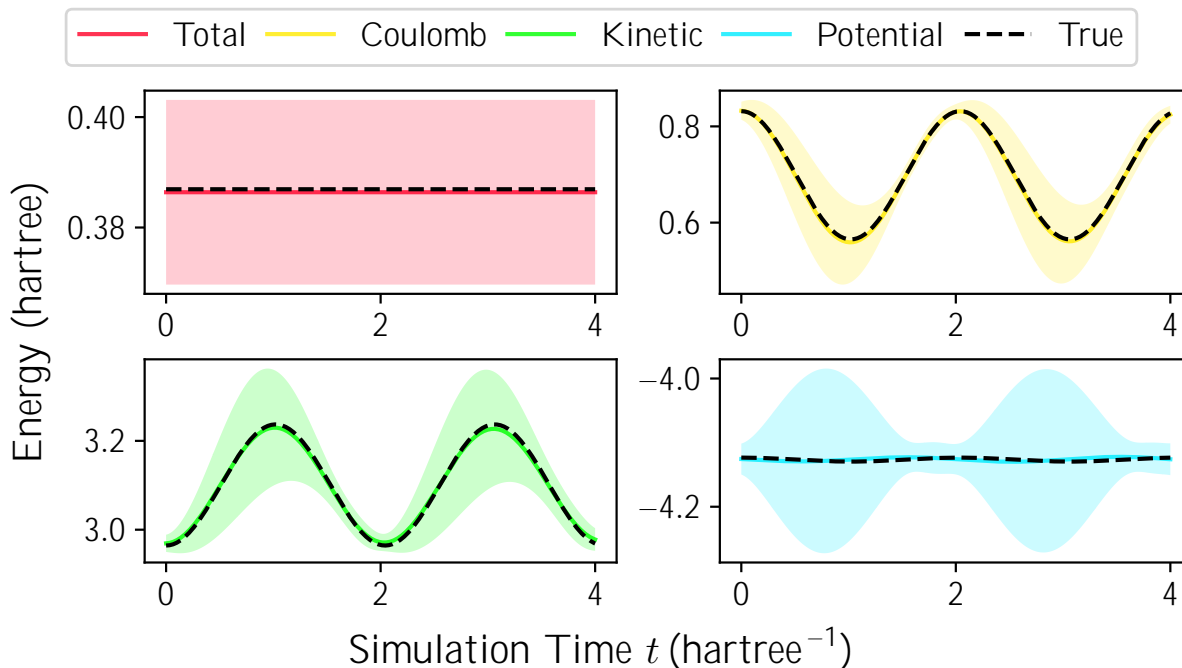 Total Coulomb Kinetic Potential True
Energy (hartree)
0.40
0.38
0 2 4
0.8
0.6
0 2 4
3.2
3.0
0 2 4
−4.0
−4.2
0 2 4
Simulation Time t (hartree⁻¹)